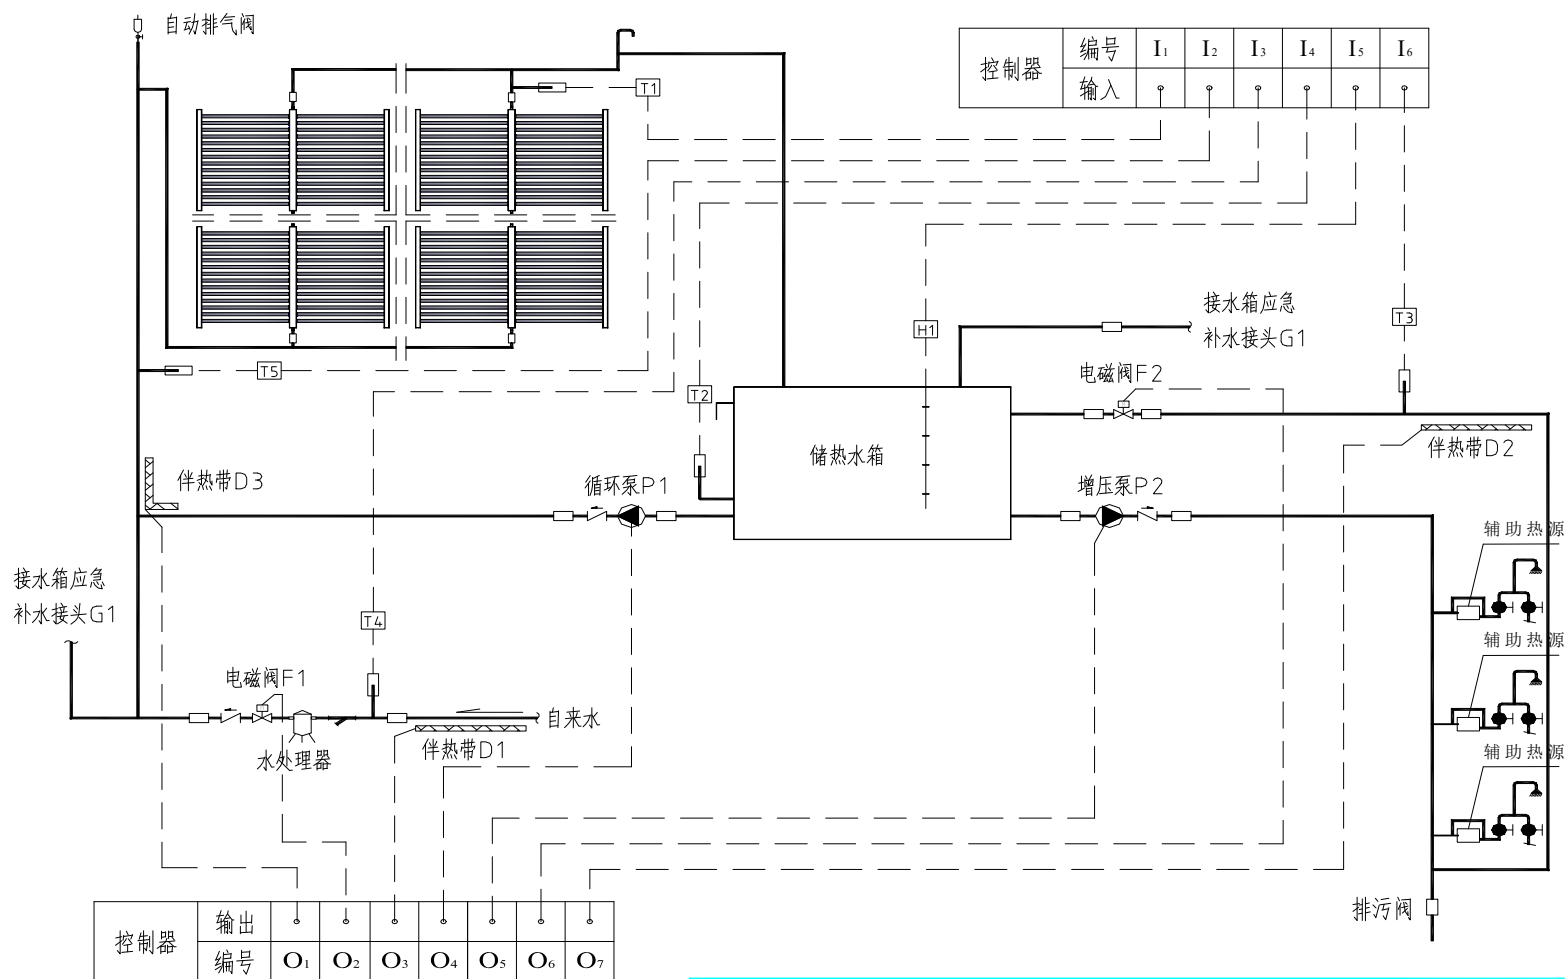 自动排气阀
控制器 编号 I1 I2 I3 I4 I5 I6
输入
T1
接水箱应急
补水接头G1
H1
T3
T5
电磁阀F2
T2
储热水箱
伴热带D2
伴热带D3
循环泵P1
增压泵P2
辅助热源
接水箱应急
补水接头G1
T4
辅助热源
电磁阀F1
自来水
伴热带D1
水处理器
辅助热源
排污阀
控制器 输出
编号 O1 O2 O3 O4 O5 O6 O7